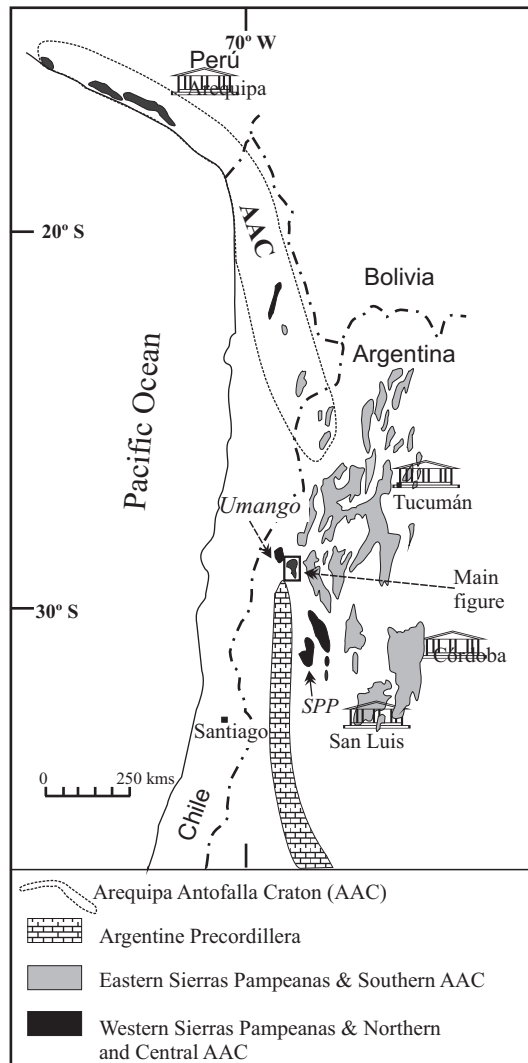 70º W
Perú
Arequipa
AAC
20º S
Bolivia
Argentina
Pacific Ocean
Tucumán
Umango
Main
figure
30º S
Córdoba
SPP
Santiago
San Luis
0 250 kms
Chile
Arequipa Antofalla Craton (AAC)
Argentine Precordillera
Eastern Sierras Pampeanas & Southern AAC
Western Sierras Pampeanas & Northern
and Central AAC